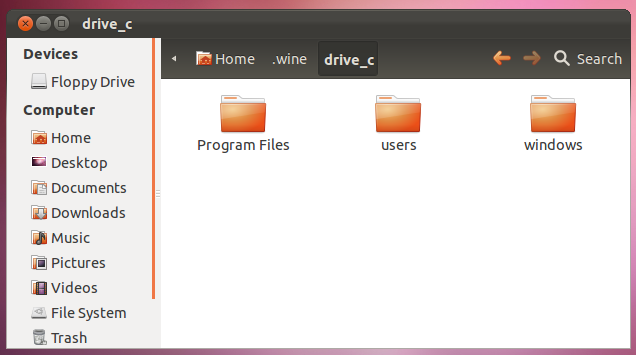 drive_c
Devices
Floppy Drive
Computer
Home
Desktop
Documents
Downloads
Music
Pictures
Videos
File System
Trash
Home .wine drive_c Search
Program Files users windows